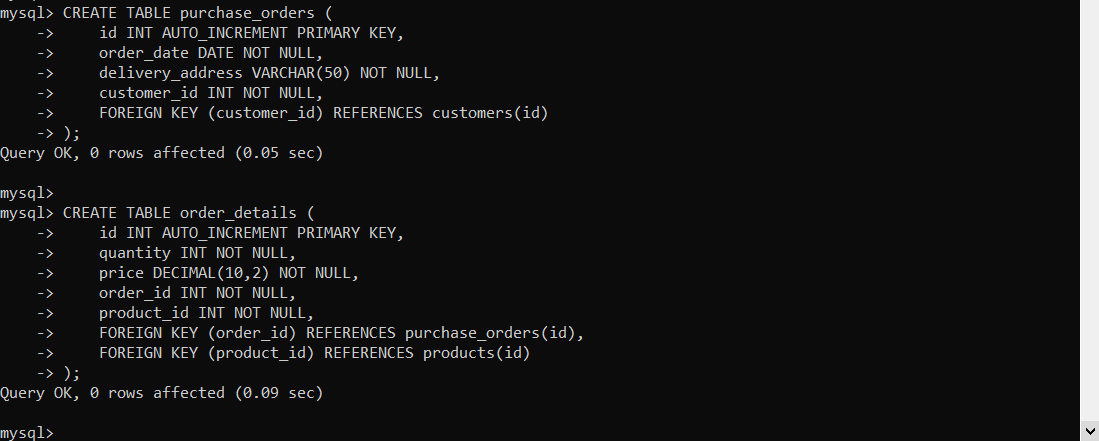 mysql> CREATE TABLE purchase_orders (
    ->     id INT AUTO_INCREMENT PRIMARY KEY,
    ->     order_date DATE NOT NULL,
    ->     delivery_address VARCHAR(50) NOT NULL,
    ->     customer_id INT NOT NULL,
    ->     FOREIGN KEY (customer_id) REFERENCES customers(id)
    -> );
Query OK, 0 rows affected (0.05 sec)

mysql>
mysql> CREATE TABLE order_details (
    ->     id INT AUTO_INCREMENT PRIMARY KEY,
    ->     quantity INT NOT NULL,
    ->     price DECIMAL(10,2) NOT NULL,
    ->     order_id INT NOT NULL,
    ->     product_id INT NOT NULL,
    ->     FOREIGN KEY (order_id) REFERENCES purchase_orders(id),
    ->     FOREIGN KEY (product_id) REFERENCES products(id)
    -> );
Query OK, 0 rows affected (0.09 sec)

mysql>